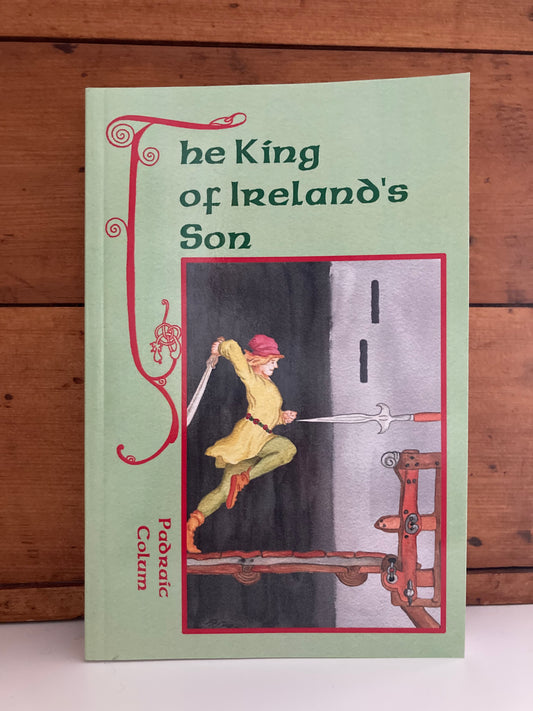 The King
of Ireland's
Son
Padraic
Colum